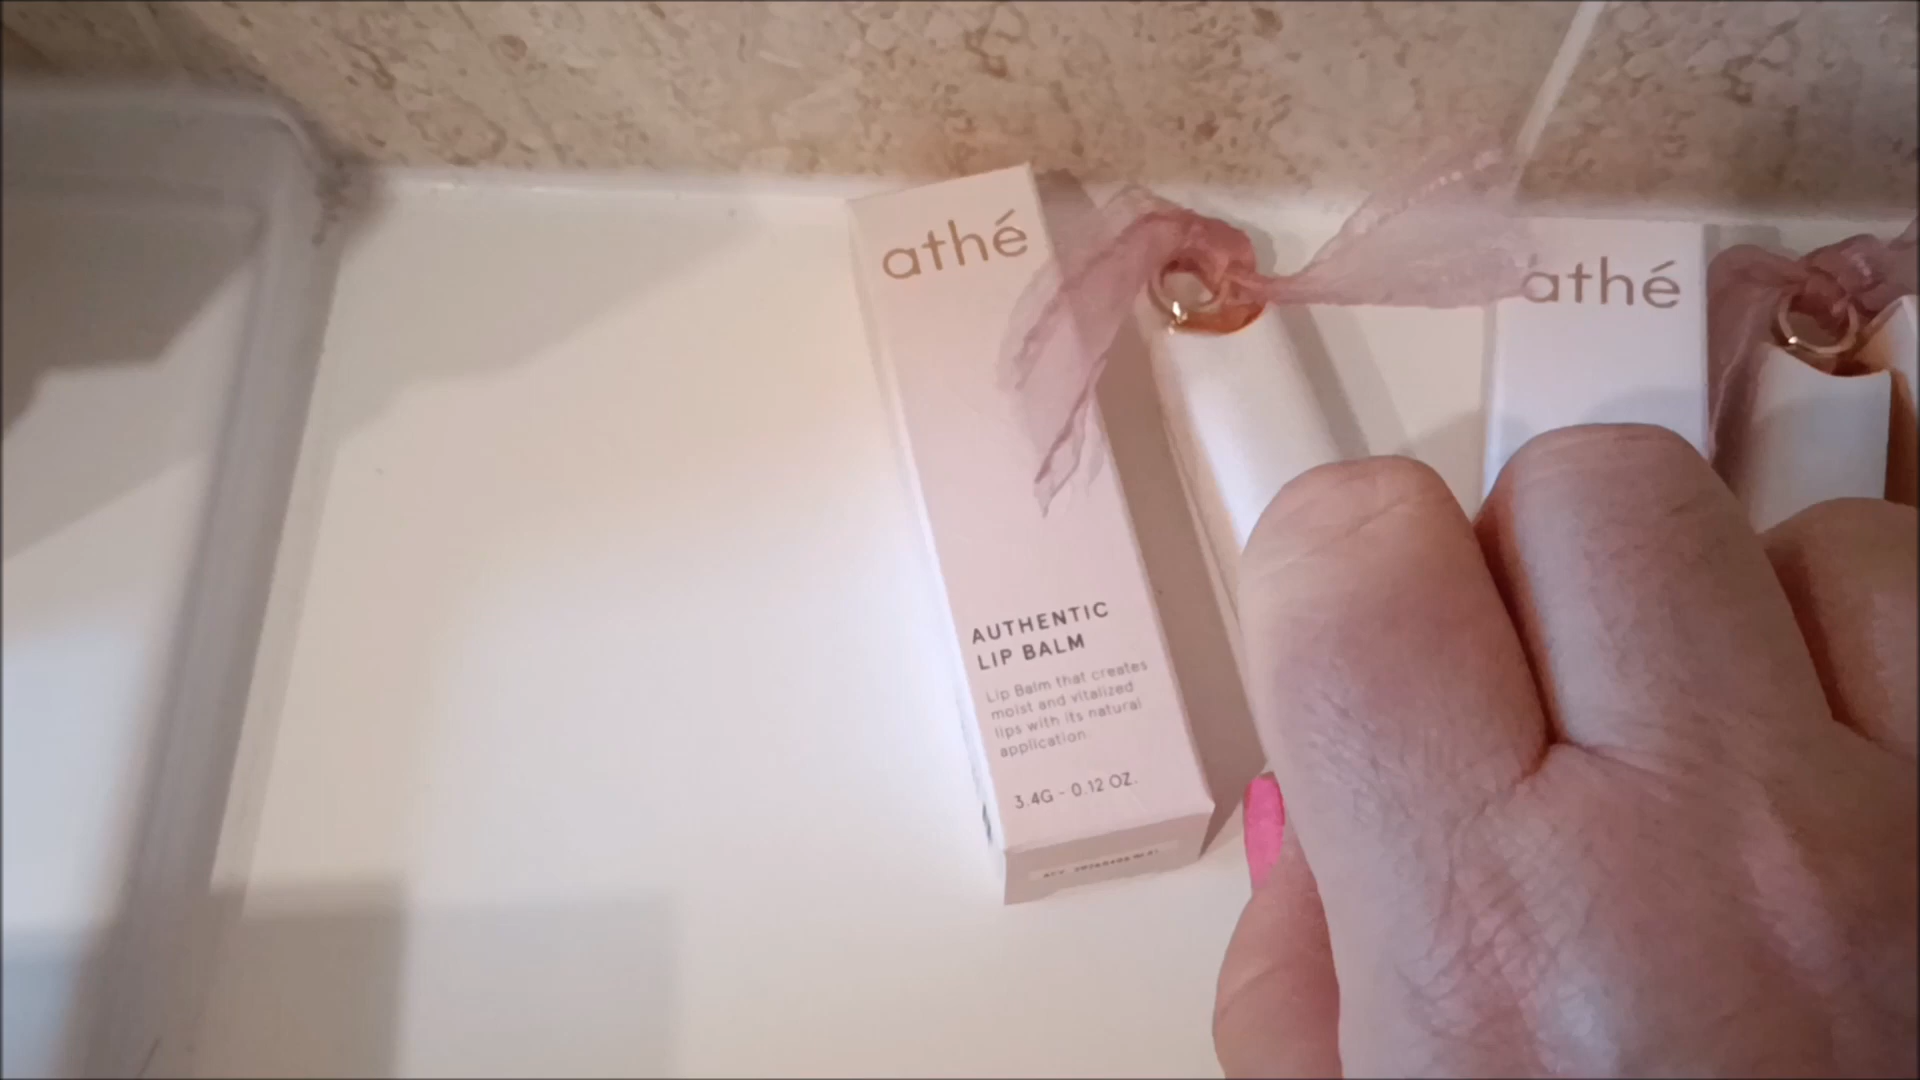 athé
AUTHENTIC
LIP BALM
Lip Balm that creates
moist and vitalized
lips with its natural
application
3.4G - 0.12 OZ.
athé